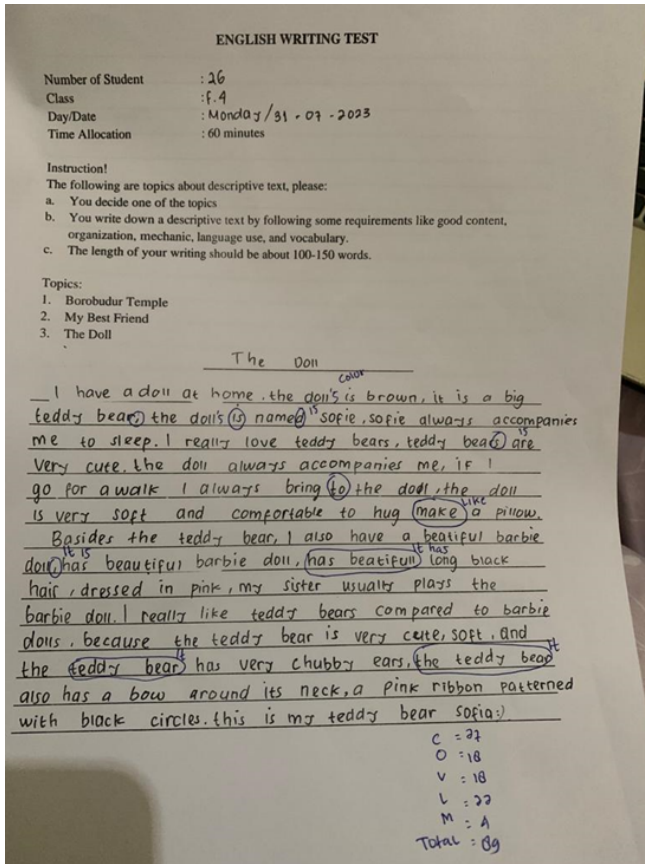 ENGLISH WRITING TEST
Number of Student : 26
Class : F.4
Day/Date : Monday/31-07-2023
Time Allocation : 60 minutes
Instruction!
The following are topics about descriptive text, please:
a. You decide one of the topics
b. You write down a descriptive text by following some requirements like good content,
organization, mechanic, language use, and vocabulary.
c. The length of your writing should be about 100-150 words.
Topics:
1. Borobudur Temple
2. My Best Friend
3. The Doll
The Doll
color
I have a doll at home. the doll's is brown, it is a big
is
teddy bear, the doll's is named sofie, sofie always accompanies
is
me to sleep. I really love teddy bears, teddy bears are
very cute. the doll always accompanies me, if I
go for a walk I always bring to the doll, the doll
like
is very soft and comfortable to hug make a pillow.
Basides the teddy bear, I also have a beatiful barbie
it is it has
doll, has beautiful barbie doll, has beatifull long black
hair, dressed in pink, my sister usually plays the
barbie doll. I really like teddy bears compared to barbie
dolls, because the teddy bear is very cute, soft, and
it it
the teddy bear has very chubby ears, the teddy bear
also has a bow around its neck, a pink ribbon patterned
with black circles. this is my teddy bear sofia:)
C = 27
O = 18
V : 18
L : 22
M : 4
Total : 89